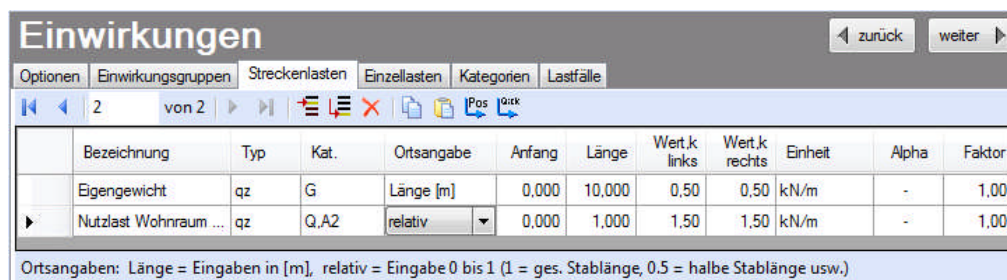 Einwirkungen
zurück weiter
Optionen Einwirkungsgruppen Streckenlasten Einzellasten Kategorien Lastfälle
2 von 2 Pos Quick
Bezeichnung Typ Kat. Ortsangabe Anfang Länge Wert,k links Wert,k rechts Einheit Alpha Faktor
Eigengewicht qz G Länge [m] 0,000 10,000 0,50 0,50 kN/m - 1,00
Nutzlast Wohnraum ... qz Q,A2 relativ 0,000 1,000 1,50 1,50 kN/m - 1,00
Ortsangaben: Länge = Eingaben in [m], relativ = Eingabe 0 bis 1 (1 = ges. Stablänge, 0.5 = halbe Stablänge usw.)